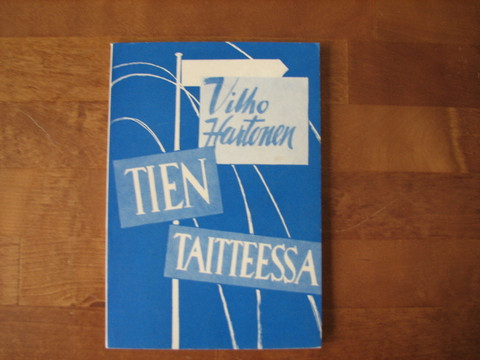 Vilho
Hartonen
TIEN
TAITTEESSA